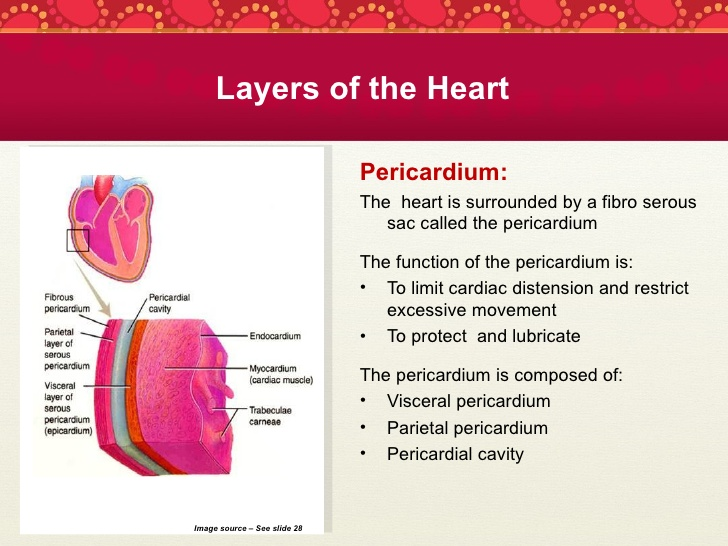 Layers of the Heart
Fibrous
pericardium
Pericardial
cavity
Parietal
layer of
serous
pericardium
Visceral
layer of
serous
pericardium
(epicardium)
Endocardium
Myocardium
(cardiac muscle)
Trabeculae
carneae
Image source – See slide 28
Pericardium:
The heart is surrounded by a fibro serous
sac called the pericardium
The function of the pericardium is:
• To limit cardiac distension and restrict
excessive movement
• To protect and lubricate
The pericardium is composed of:
• Visceral pericardium
• Parietal pericardium
• Pericardial cavity